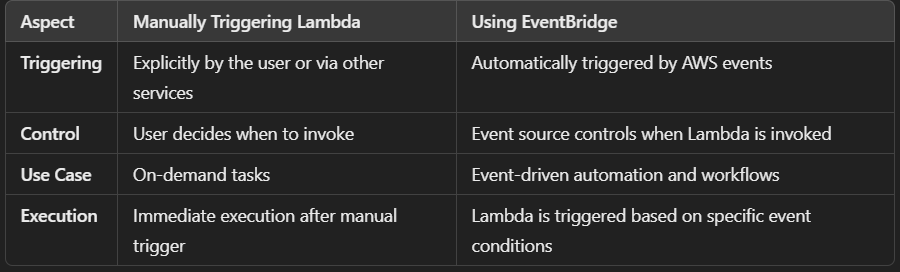 Aspect Manually Triggering Lambda Using EventBridge
Triggering Explicitly by the user or via other Automatically triggered by AWS events
services
Control User decides when to invoke Event source controls when Lambda is invoked
Use Case On-demand tasks Event-driven automation and workflows
Execution Immediate execution after manual Lambda is triggered based on specific event
trigger conditions